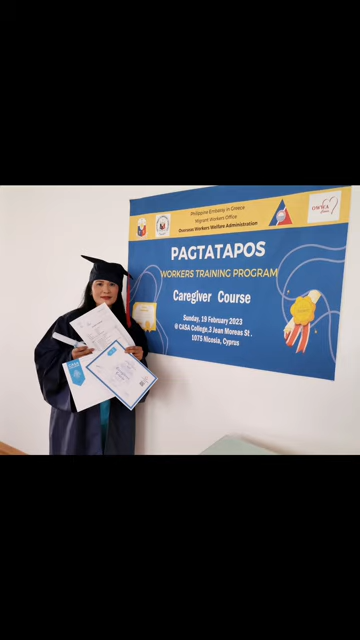 Philippine Embassy in Greece
Migrant Workers Office
Overseas Workers Welfare Administration
OWWA
PAGTATAPOS
WORKERS TRAINING PROGRAM
Caregiver Course
Sunday, 19 February 2023
@ CASA College,3 Jean Moreas St .
1075 Nicosia, Cyprus